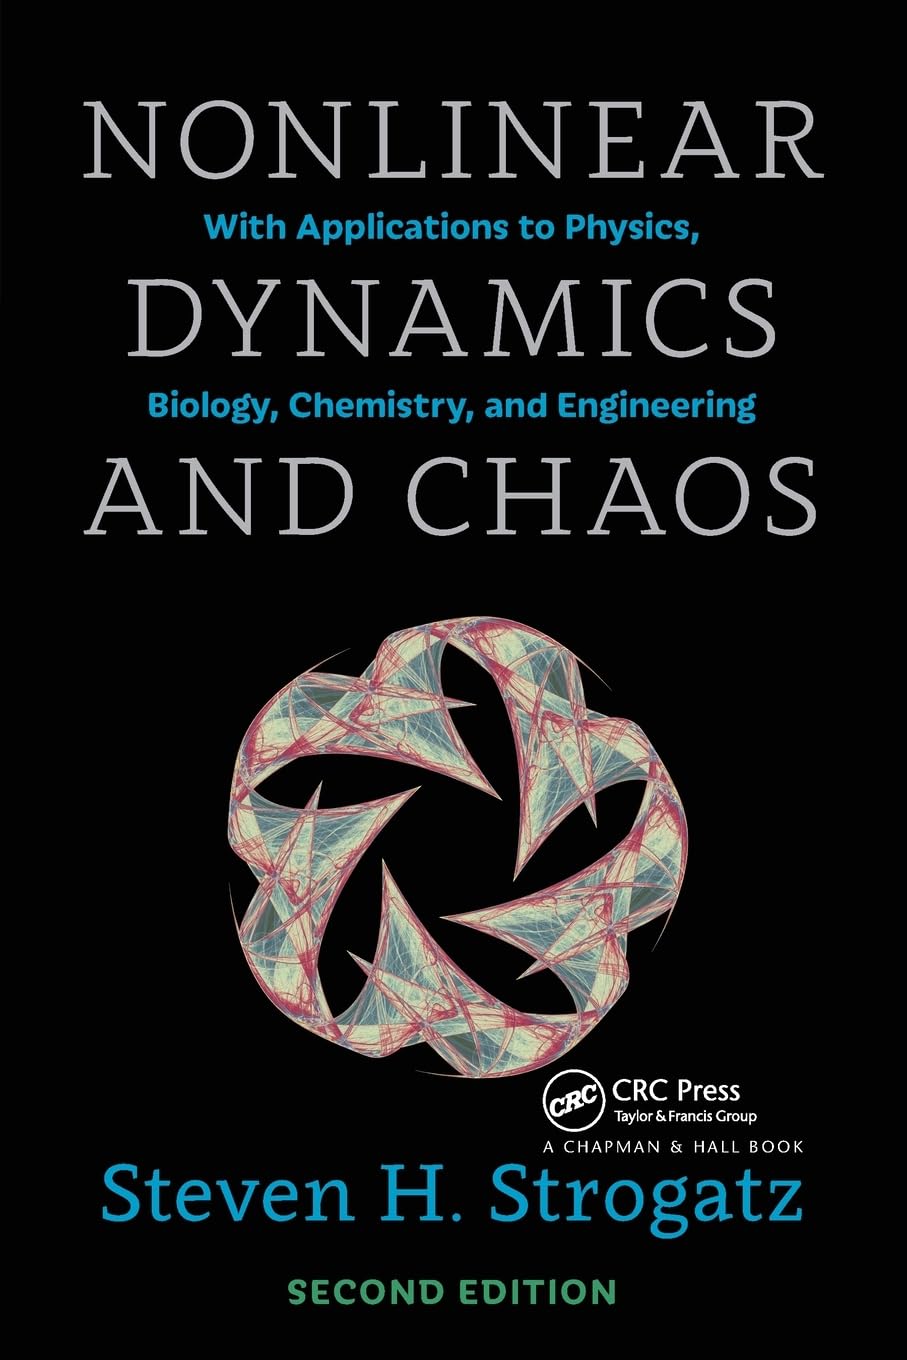 NONLINEAR
With Applications to Physics,
DYNAMICS
Biology, Chemistry, and Engineering
AND CHAOS
CRC
CRC Press
Taylor & Francis Group
A CHAPMAN & HALL BOOK
Steven H. Strogatz
SECOND EDITION